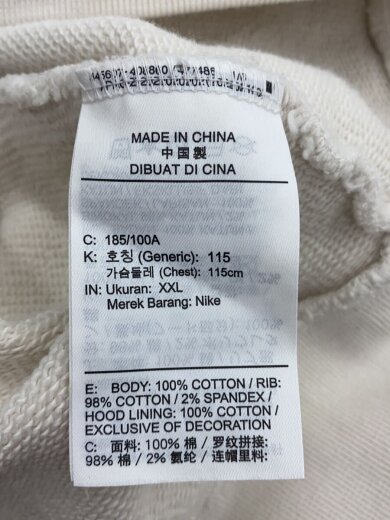 MADE IN CHINA
中国製
DIBUAT DI CINA
C: 185/100A
K: 호칭 (Generic): 115
가슴둘레 (Chest): 115cm
IN: Ukuran: XXL
Merek Barang: Nike
E: BODY: 100% COTTON / RIB:
98% COTTON / 2% SPANDEX /
HOOD LINING: 100% COTTON /
EXCLUSIVE OF DECORATION
C: 面料: 100% 棉 / 罗纹拼接:
98% 棉 / 2% 氨纶 / 连帽里料: